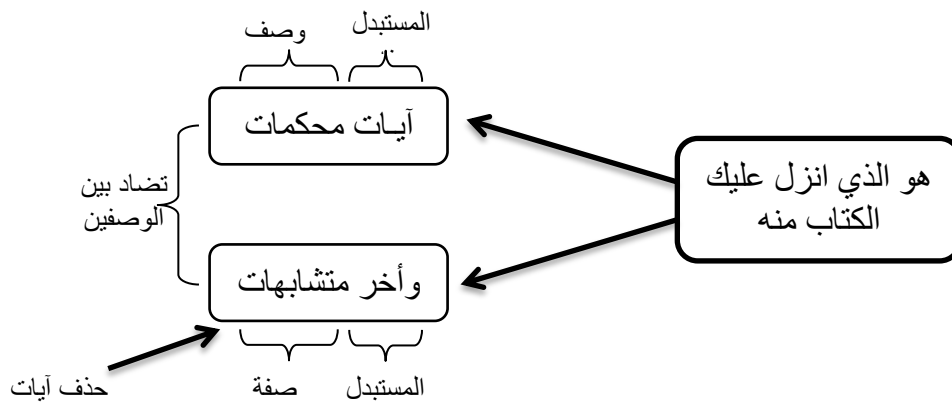 المستبدل
وصف
آيات محكمات
هو الذي انزل عليك
الكتاب منه
تضاد بين
الوصفين
وأخر متشابهات
المستبدل
صفة
حذف آيات